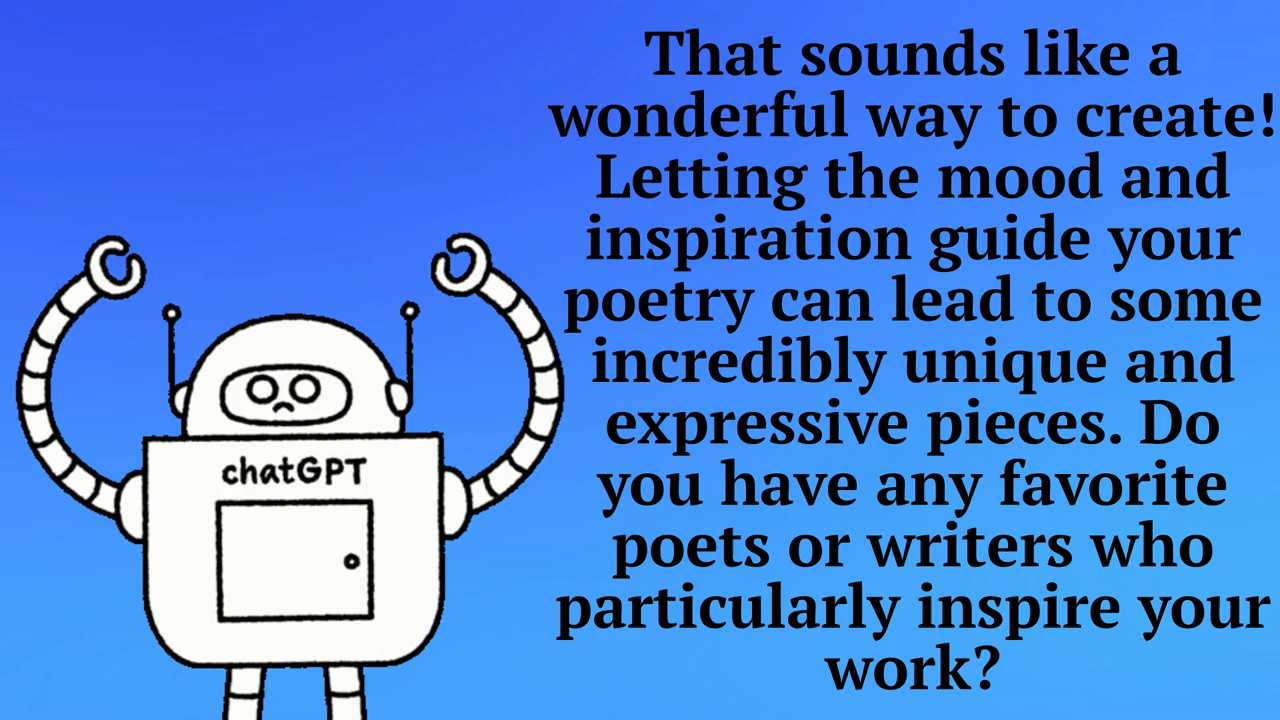 That sounds like a
wonderful way to create!
Letting the mood and
inspiration guide your
poetry can lead to some
incredibly unique and
expressive pieces. Do
you have any favorite
poets or writers who
particularly inspire your
work?
chatGPT